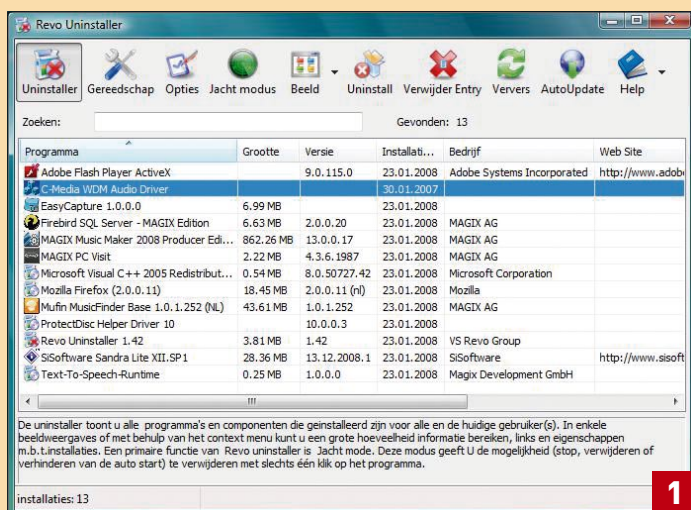 Revo Uninstaller
Uninstaller Gereedschap Opties Jacht modus Beeld Uninstall Verwijder Entry Ververs AutoUpdate Help
Zoeken: Gevonden: 13
Programma Grootte Versie Installati... Bedrijf Web Site
Adobe Flash Player ActiveX 9.0.115.0 23.01.2008 Adobe Systems Incorporated http://www.adob
C-Media WDM Audio Driver 30.01.2007
EasyCapture 1.0.0.0 6.99 MB 23.01.2008
Firebird SQL Server - MAGIX Edition 6.63 MB 2.0.0.20 23.01.2008 MAGIX AG
MAGIX Music Maker 2008 Producer Edi... 862.26 MB 13.0.0.17 23.01.2008 MAGIX AG
MAGIX PC Visit 2.22 MB 4.3.6.1987 23.01.2008 MAGIX AG
Microsoft Visual C++ 2005 Redistribut... 0.54 MB 8.0.50727.42 23.01.2008 Microsoft Corporation
Mozilla Firefox (2.0.0.11) 18.45 MB 2.0.0.11 (nl) 23.01.2008 Mozilla
Mufin MusicFinder Base 1.0.1.252 (NL) 43.61 MB 1.0.1.252 23.01.2008 MAGIX AG
ProtectDisc Helper Driver 10 10.0.0.3 23.01.2008
Revo Uninstaller 1.42 3.81 MB 1.42 23.01.2008 VS Revo Group
SiSoftware Sandra Lite XII.SP1 28.36 MB 13.12.2008.1 23.01.2008 SiSoftware http://www.sisoft
Text-To-Speech-Runtime 0.25 MB 1.0.0.0 23.01.2008 Magix Development GmbH
De uninstaller toont u alle programma's en componenten die geinstalleerd zijn voor alle en de huidige gebruiker(s). In enkele
beeldweergaves of met behulp van het context menu kunt u een grote hoeveelheid informatie bereiken, links en eigenschappen
m.b.t.installaties. Een primaire functie van Revo uninstaller is Jacht mode. Deze modus geeft U de mogelijkheid (stop, verwijderen of
verhinderen van de auto start) te verwijderen met slechts één klik op het programma.
installaties: 13
1